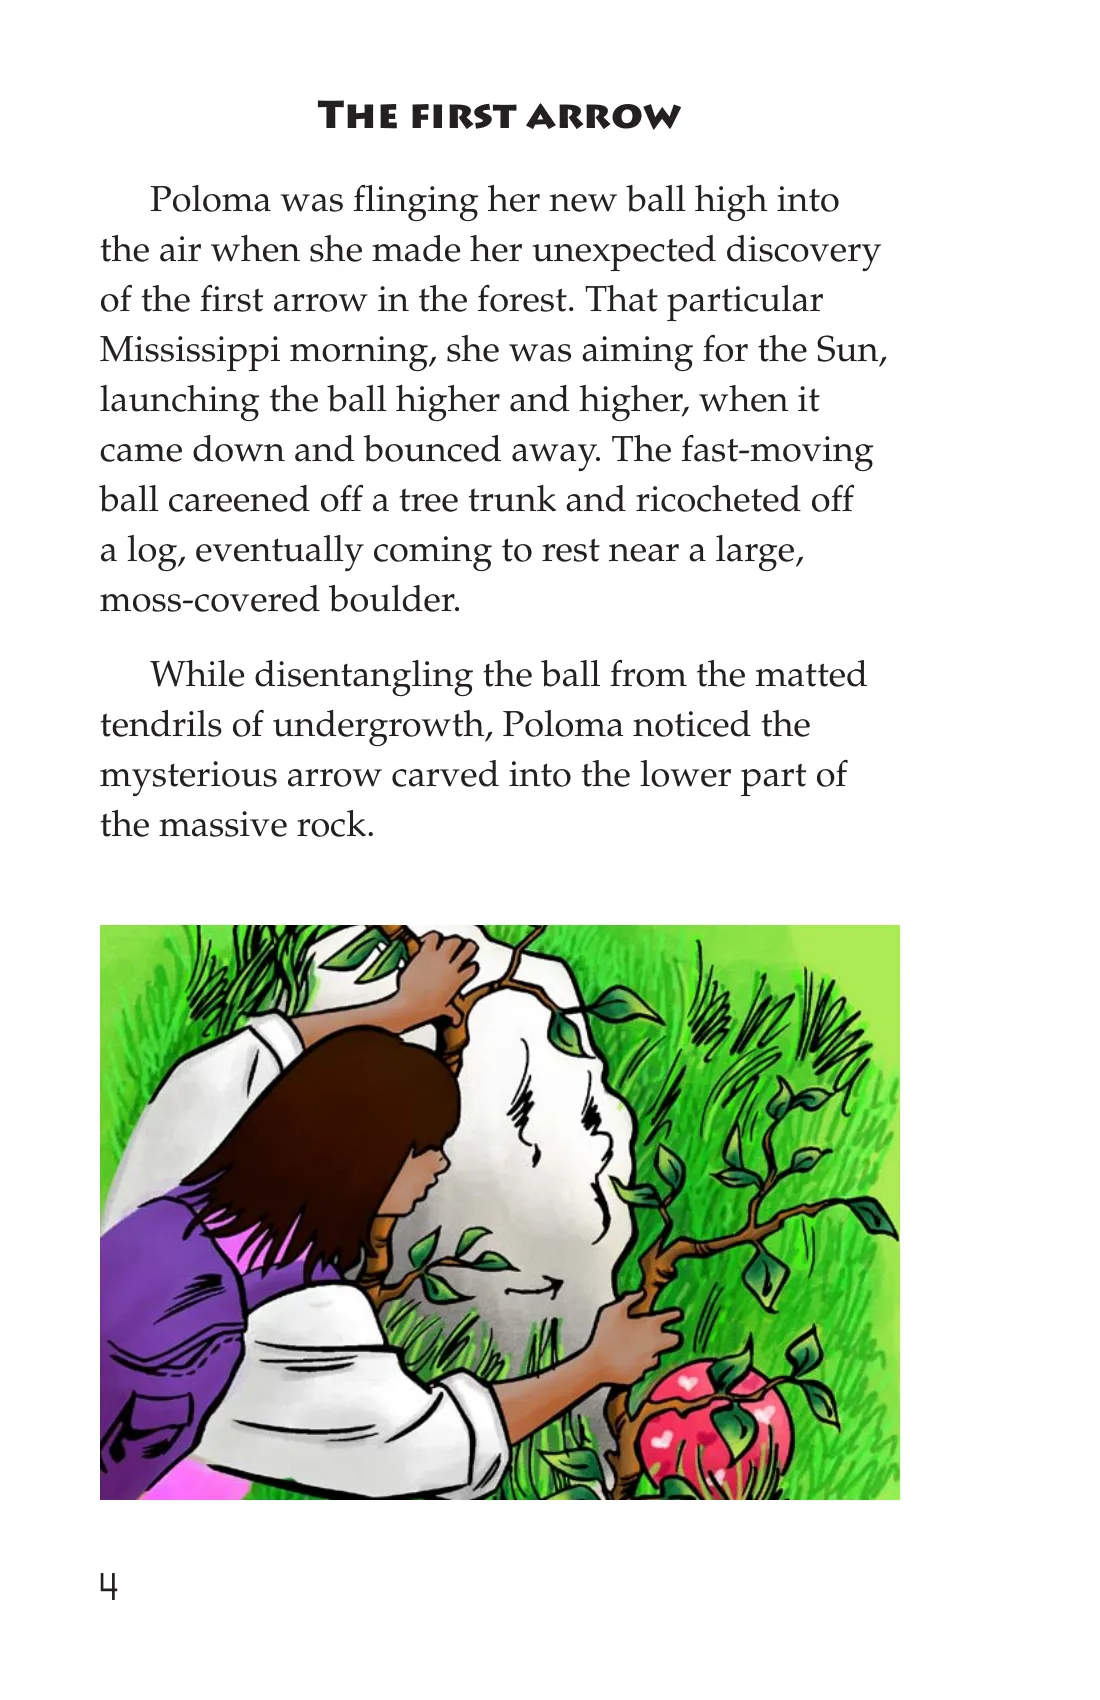 The first arrow
Poloma was flinging her new ball high into
the air when she made her unexpected discovery
of the first arrow in the forest. That particular
Mississippi morning, she was aiming for the Sun,
launching the ball higher and higher, when it
came down and bounced away. The fast-moving
ball careened off a tree trunk and ricocheted off
a log, eventually coming to rest near a large,
moss-covered boulder.
While disentangling the ball from the matted
tendrils of undergrowth, Poloma noticed the
mysterious arrow carved into the lower part of
the massive rock.
4